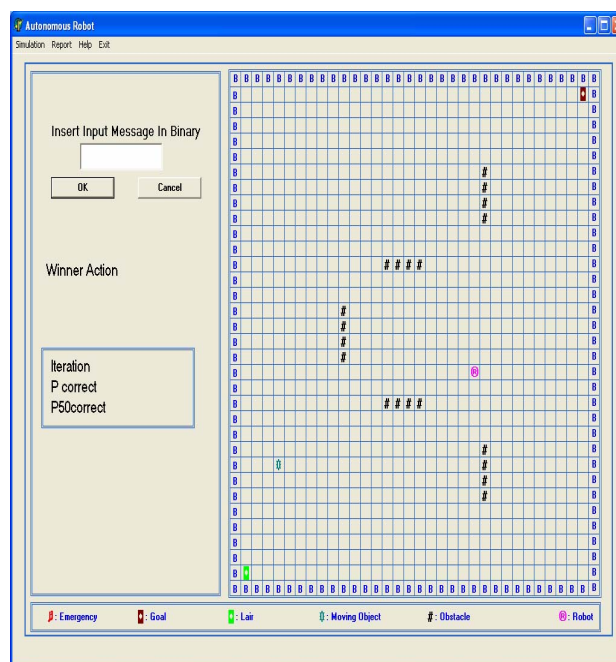 Autonomous Robot
Simulation Report Help Exit
Insert Input Message In Binary
OK Cancel
Winner Action
Iteration
P correct
P50correct
B B B B B B B B B B B B B B B B B B B B B B B B B B B B B B B B B B
B B
B B
B B
B B
B B
B # B
B # B
B # B
B # B
B B
B B
B # # # # B
B B
B B
B # B
B # B
B # B
B # B
B ® B
B B
B # # # # B
B B
B B
B # B
B # B
B # B
B # B
B B
B B
B B
B B
B B
B B B B B B B B B B B B B B B B B B B B B B B B B B B B B B B B B B
: Emergency : Goal : Lair : Moving Object # : Obstacle ® : Robot